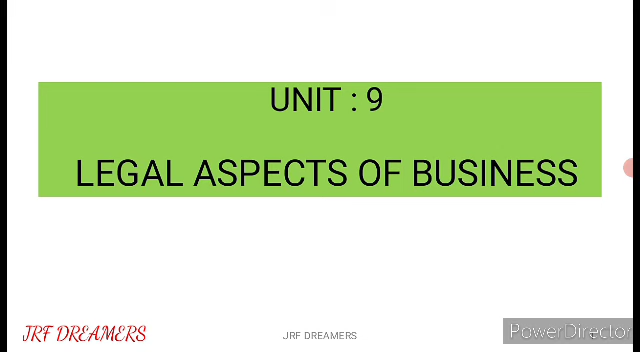 UNIT : 9
LEGAL ASPECTS OF BUSINESS
JRF DREAMERS
JRF DREAMERS
PowerDirector